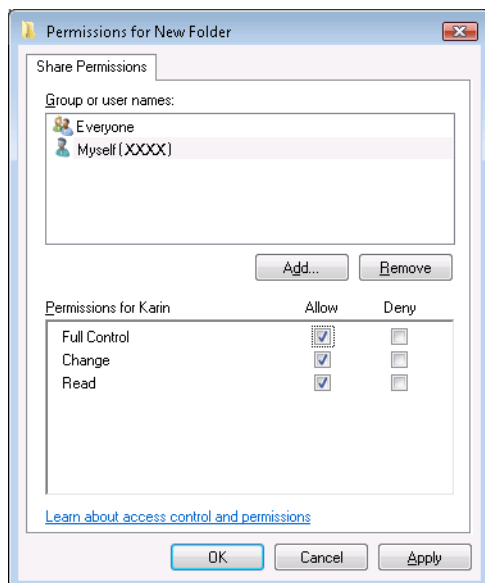 Permissions for New Folder
Share Permissions
Group or user names:
Everyone
Myself(XXXX)
Add... Remove
Permissions for Karin Allow Deny
Full Control
Change
Read
Learn about access control and permissions
OK Cancel Apply